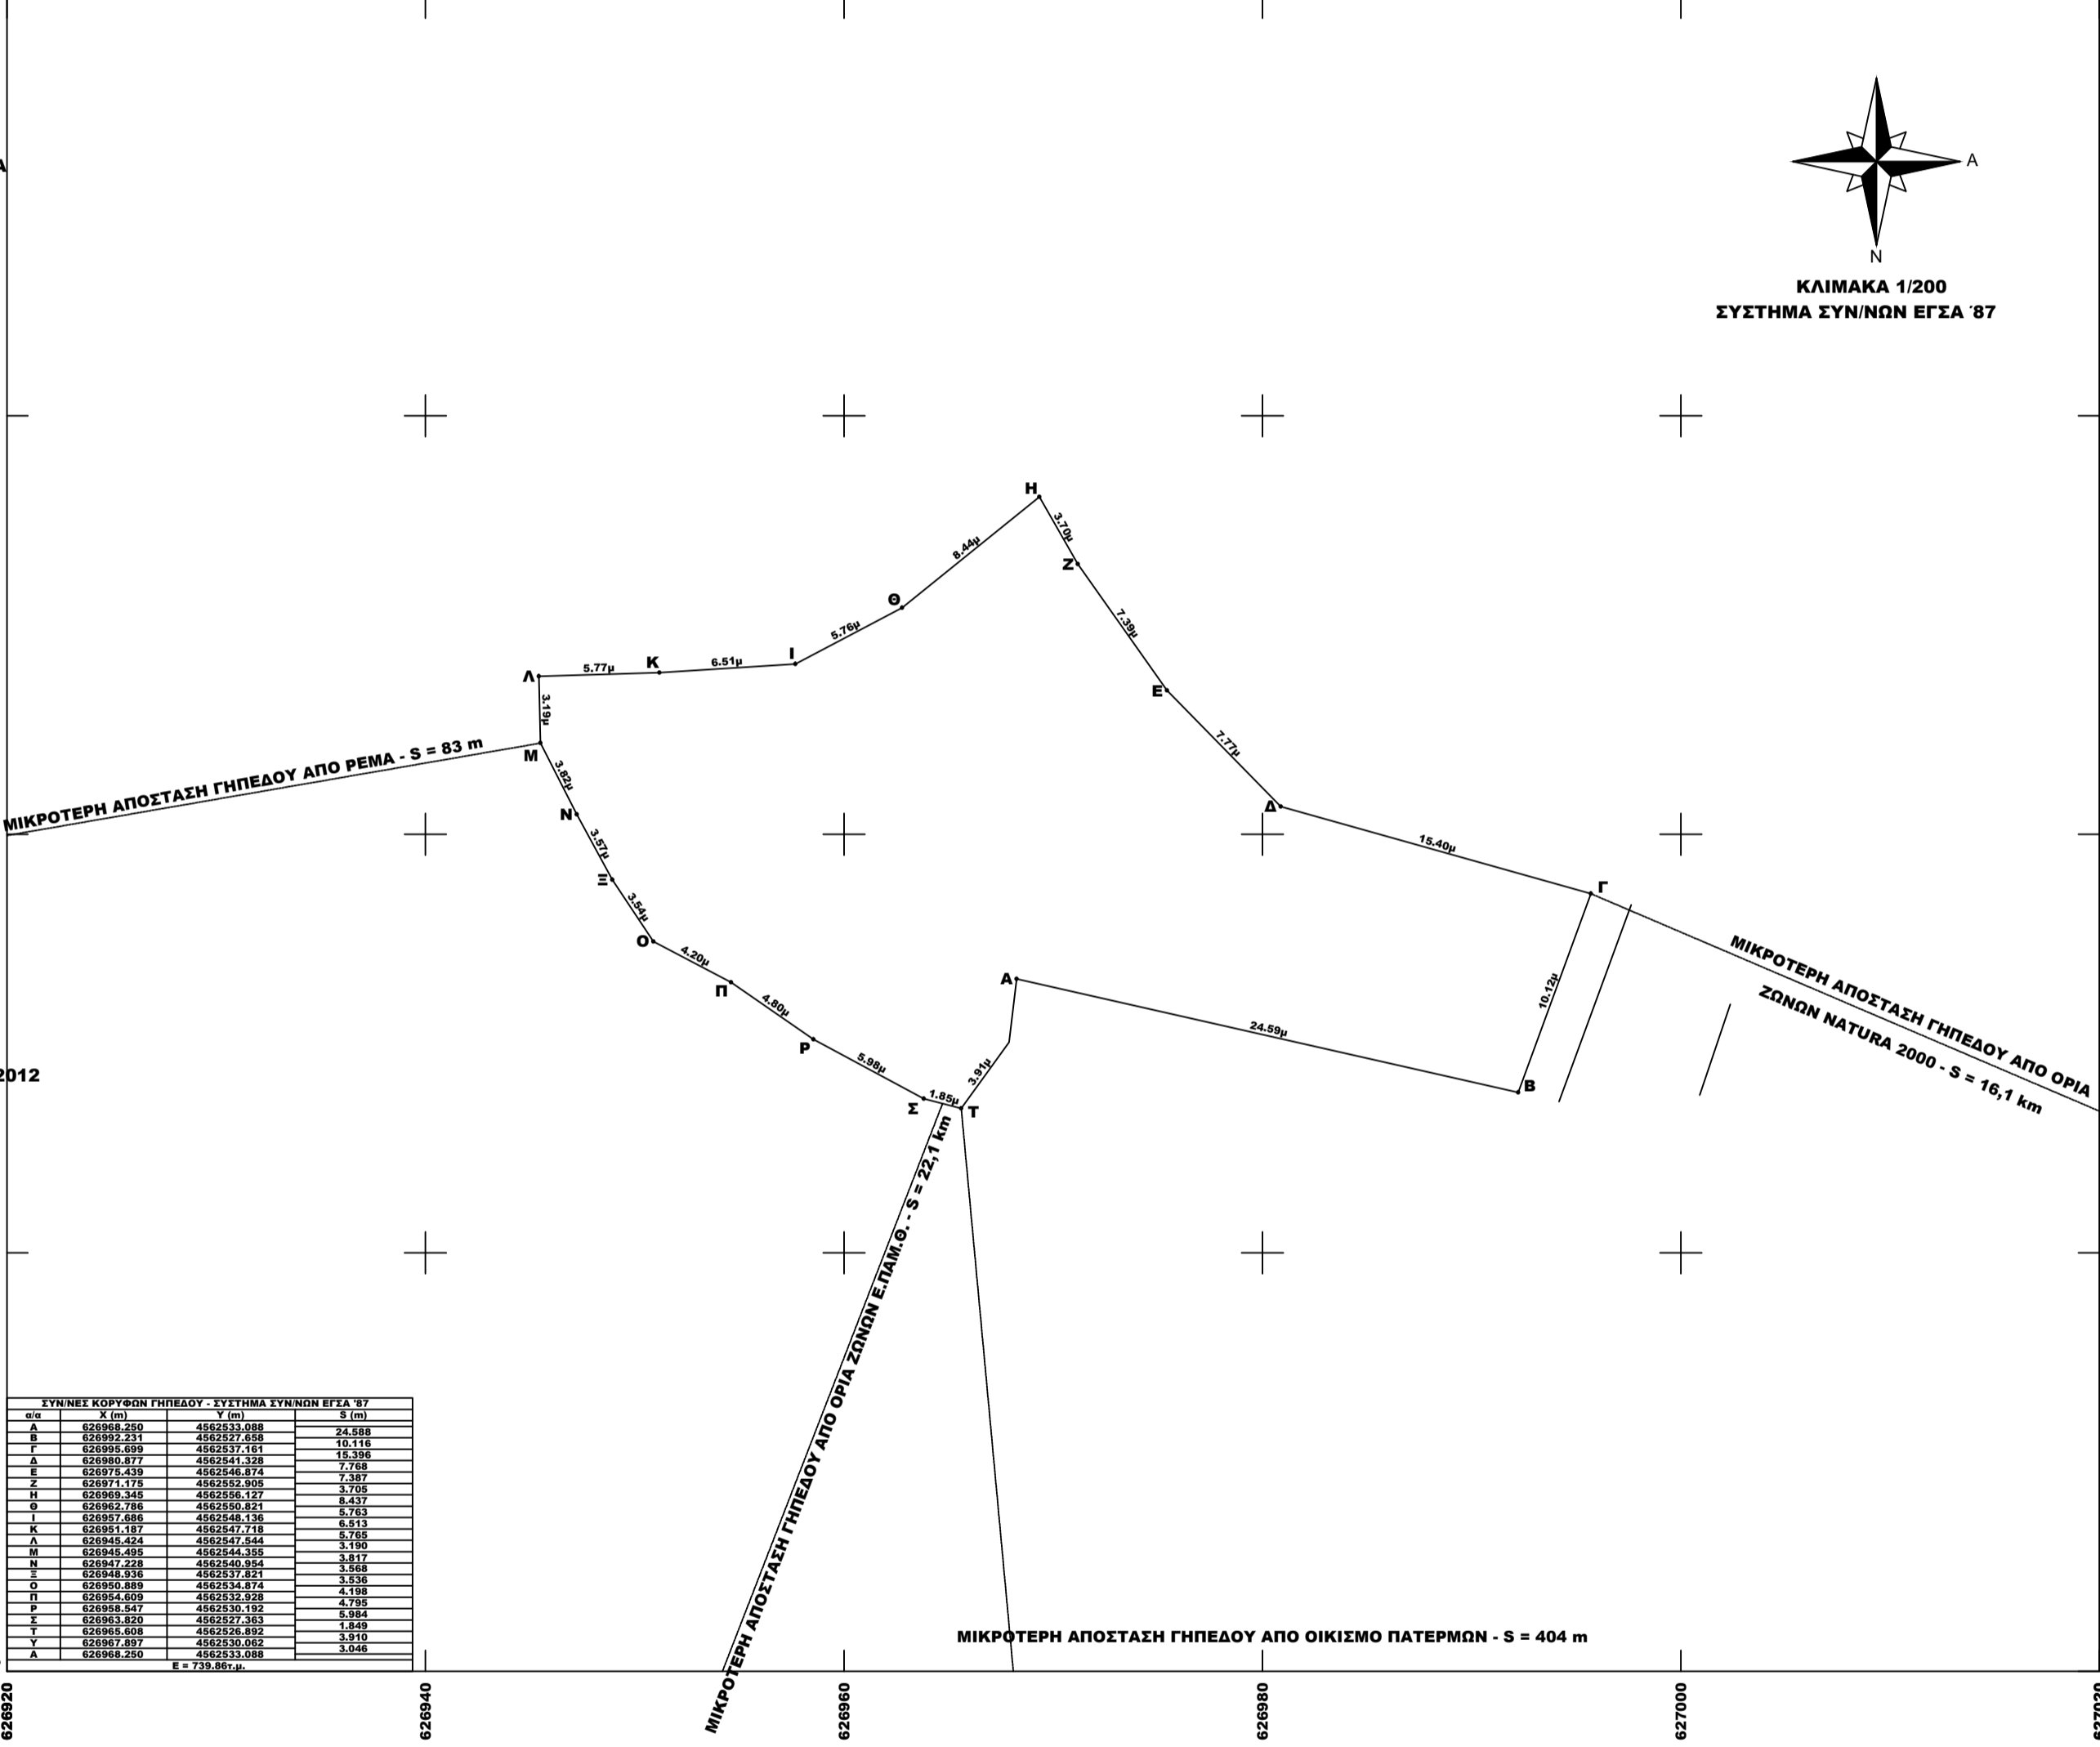 Α
Α
Ν
ΚΛΙΜΑΚΑ 1/200
ΣΥΣΤΗΜΑ ΣΥΝ/ΝΩΝ ΕΓΣΑ ΄87
Η
3.70μ
8.44μ
Ζ
Θ
7.39μ
5.76μ
Ι
Κ
6.51μ
5.77μ
Λ
Ε
3.19μ
7.77μ
Μ
ΜΙΚΡΟΤΕΡΗ ΑΠΟΣΤΑΣΗ ΓΗΠΕΔΟΥ ΑΠΟ ΡΕΜΑ - S = 83 m
3.82μ
Δ
Ν
15.40μ
3.57μ
Ξ
Γ
3.54μ
Ο
4.20μ
ΜΙΚΡΟΤΕΡΗ ΑΠΟΣΤΑΣΗ ΓΗΠΕΔΟΥ ΑΠΟ ΟΡΙΑ
ΖΩΝΩΝ NATURA 2000 - S = 16,1 km
Α
Π
10.12μ
4.80μ
24.59μ
Ρ
5.98μ
3.91μ
2012
Β
1.85μ
Σ
Τ
ΜΙΚΡΟΤΕΡΗ ΑΠΟΣΤΑΣΗ ΓΗΠΕΔΟΥ ΑΠΟ ΟΡΙΑ ΖΩΝΩΝ Ε.ΠΑΜ.Θ. - S = 22,1 km
ΜΙΚΡΟΤΕΡΗ ΑΠΟΣΤΑΣΗ ΓΗΠΕΔΟΥ ΑΠΟ ΟΙΚΙΣΜΟ ΠΑΤΕΡΜΩΝ - S = 404 m
ΣΥΝ/ΝΕΣ ΚΟΡΥΦΩΝ ΓΗΠΕΔΟΥ - ΣΥΣΤΗΜΑ ΣΥΝ/ΝΩΝ ΕΓΣΑ '87
α/α X (m) Y (m) S (m)
Α 626968.250 4562533.088
24.588
Β 626992.231 4562527.658
10.116
Γ 626995.699 4562537.161
15.396
Δ 626980.877 4562541.328
7.768
Ε 626975.439 4562546.874
7.387
Ζ 626971.175 4562552.905
3.705
Η 626969.345 4562556.127
8.437
Θ 626962.786 4562550.821
5.763
Ι 626957.686 4562548.136
6.513
Κ 626951.187 4562547.718
5.765
Λ 626945.424 4562547.544
3.190
Μ 626945.495 4562544.355
3.817
Ν 626947.228 4562540.954
3.568
Ξ 626948.936 4562537.821
3.536
Ο 626950.889 4562534.874
4.198
Π 626954.609 4562532.928
4.795
Ρ 626958.547 4562530.192
5.984
Σ 626963.820 4562527.363
1.849
Τ 626965.608 4562526.892
3.910
Υ 626967.897 4562530.062
3.046
Α 626968.250 4562533.088
Ε = 739.86τ.μ.
626920
626940
626960
626980
627000
627020